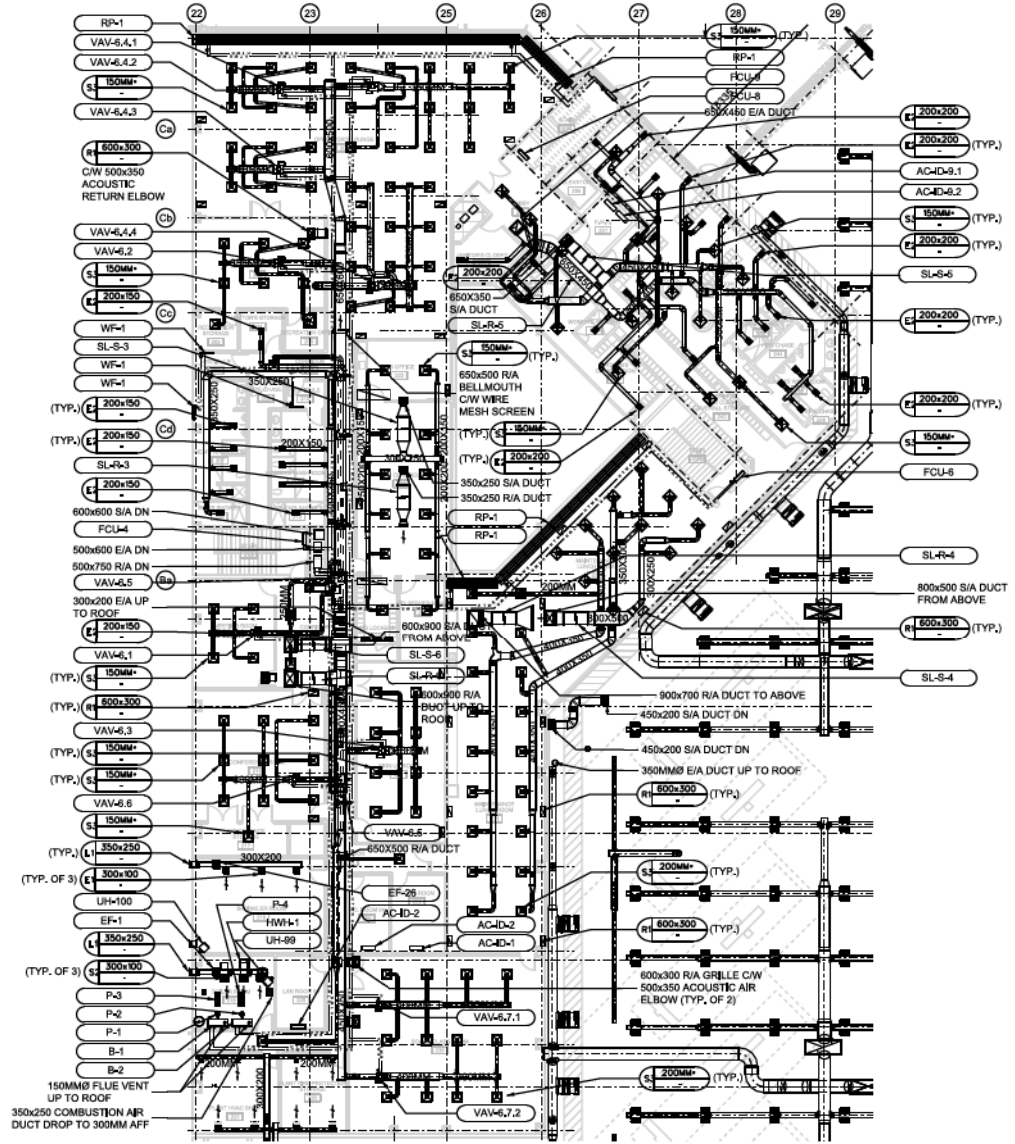 22
23
25
26
27
28
29
RP-1
VAV-6.4.1
VAV-6.4.2
S3 150MM•
-
VAV-6.4.3
Ca
R1 600x300
-
C/W 500x350
ACOUSTIC
RETURN ELBOW
Cb
VAV-6.4.4
VAV-6.2
S3 150MM•
-
E2 200x150
-
WF-1
Cc
SL-S-3
WF-1
WF-1
(TYP.) E2 200x150
-
Cd
(TYP.) E2 200x150
-
SL-R-3
E2 200x150
-
600x600 S/A DN
FCU-4
500x600 E/A DN
500x750 R/A DN
VAV-6.5
Ba
300x200 E/A UP
TO ROOF
E2 200x150
-
VAV-6.1
(TYP.) S3 150MM•
-
(TYP.) R1 600x300
-
VAV-6.3
(TYP.) S3 150MM•
-
(TYP.) S3 150MM•
-
VAV-6.6
S3 150MM•
-
(TYP.) L1 350x250
-
(TYP. OF 3) E1 300x100
-
UH-100
EF-1
L1 350x250
-
(TYP. OF 3) S2 300x100
-
P-3
P-2
P-1
B-1
B-2
150MMØ FLUE VENT
UP TO ROOF
350x250 COMBUSTION AIR
DUCT DROP TO 300MM AFF
S3 150MM• (TYP.)
-
RP-1
FCU-9
FCU-8
650X450 E/A DUCT
E2 200x200
-
E2 200x200 (TYP.)
-
AC-ID-9.1
AC-ID-9.2
S3 150MM• (TYP.)
-
E2 200x200 (TYP.)
-
SL-S-5
E2 200x200 (TYP.)
-
E2 200x200 (TYP.)
-
S3 150MM•
-
FCU-6
SL-R-4
800x500 S/A DUCT
FROM ABOVE
R1 600x300 (TYP.)
-
SL-S-4
200x200
-
650X350
S/A DUCT
SL-R-5
S3 150MM• (TYP.)
-
650x500 R/A
BELLMOUTH
C/W WIRE
MESH SCREEN
(TYP.) S3 150MM•
-
(TYP.) E2 200x200
-
350x250 S/A DUCT
350x250 R/A DUCT
RP-1
RP-1
600x500
350X250
650X250
200X150
300X250
200MM
350X300
300X250
800X500
650X450
600x900 S/A DUCT
FROM ABOVE
SL-S-6
SL-R-6
600x900 R/A
DUCT UP TO
ROOF
900x700 R/A DUCT TO ABOVE
450x200 S/A DUCT DN
450x200 S/A DUCT DN
350MMØ E/A DUCT UP TO ROOF
R1 600x300 (TYP.)
-
VAV-6.5
650X500 R/A DUCT
300X200
S3 200MM• (TYP.)
-
EF-26
AC-ID-2
P-4
HWH-1
UH-99
AC-ID-2
AC-ID-1
R1 600x300 (TYP.)
-
600x300 R/A GRILLE C/W
500x350 ACOUSTIC AIR
ELBOW (TYP. OF 2)
VAV-6.7.1
S3 200MM• (TYP.)
-
VAV-6.7.2
200MM
200MM
300X200